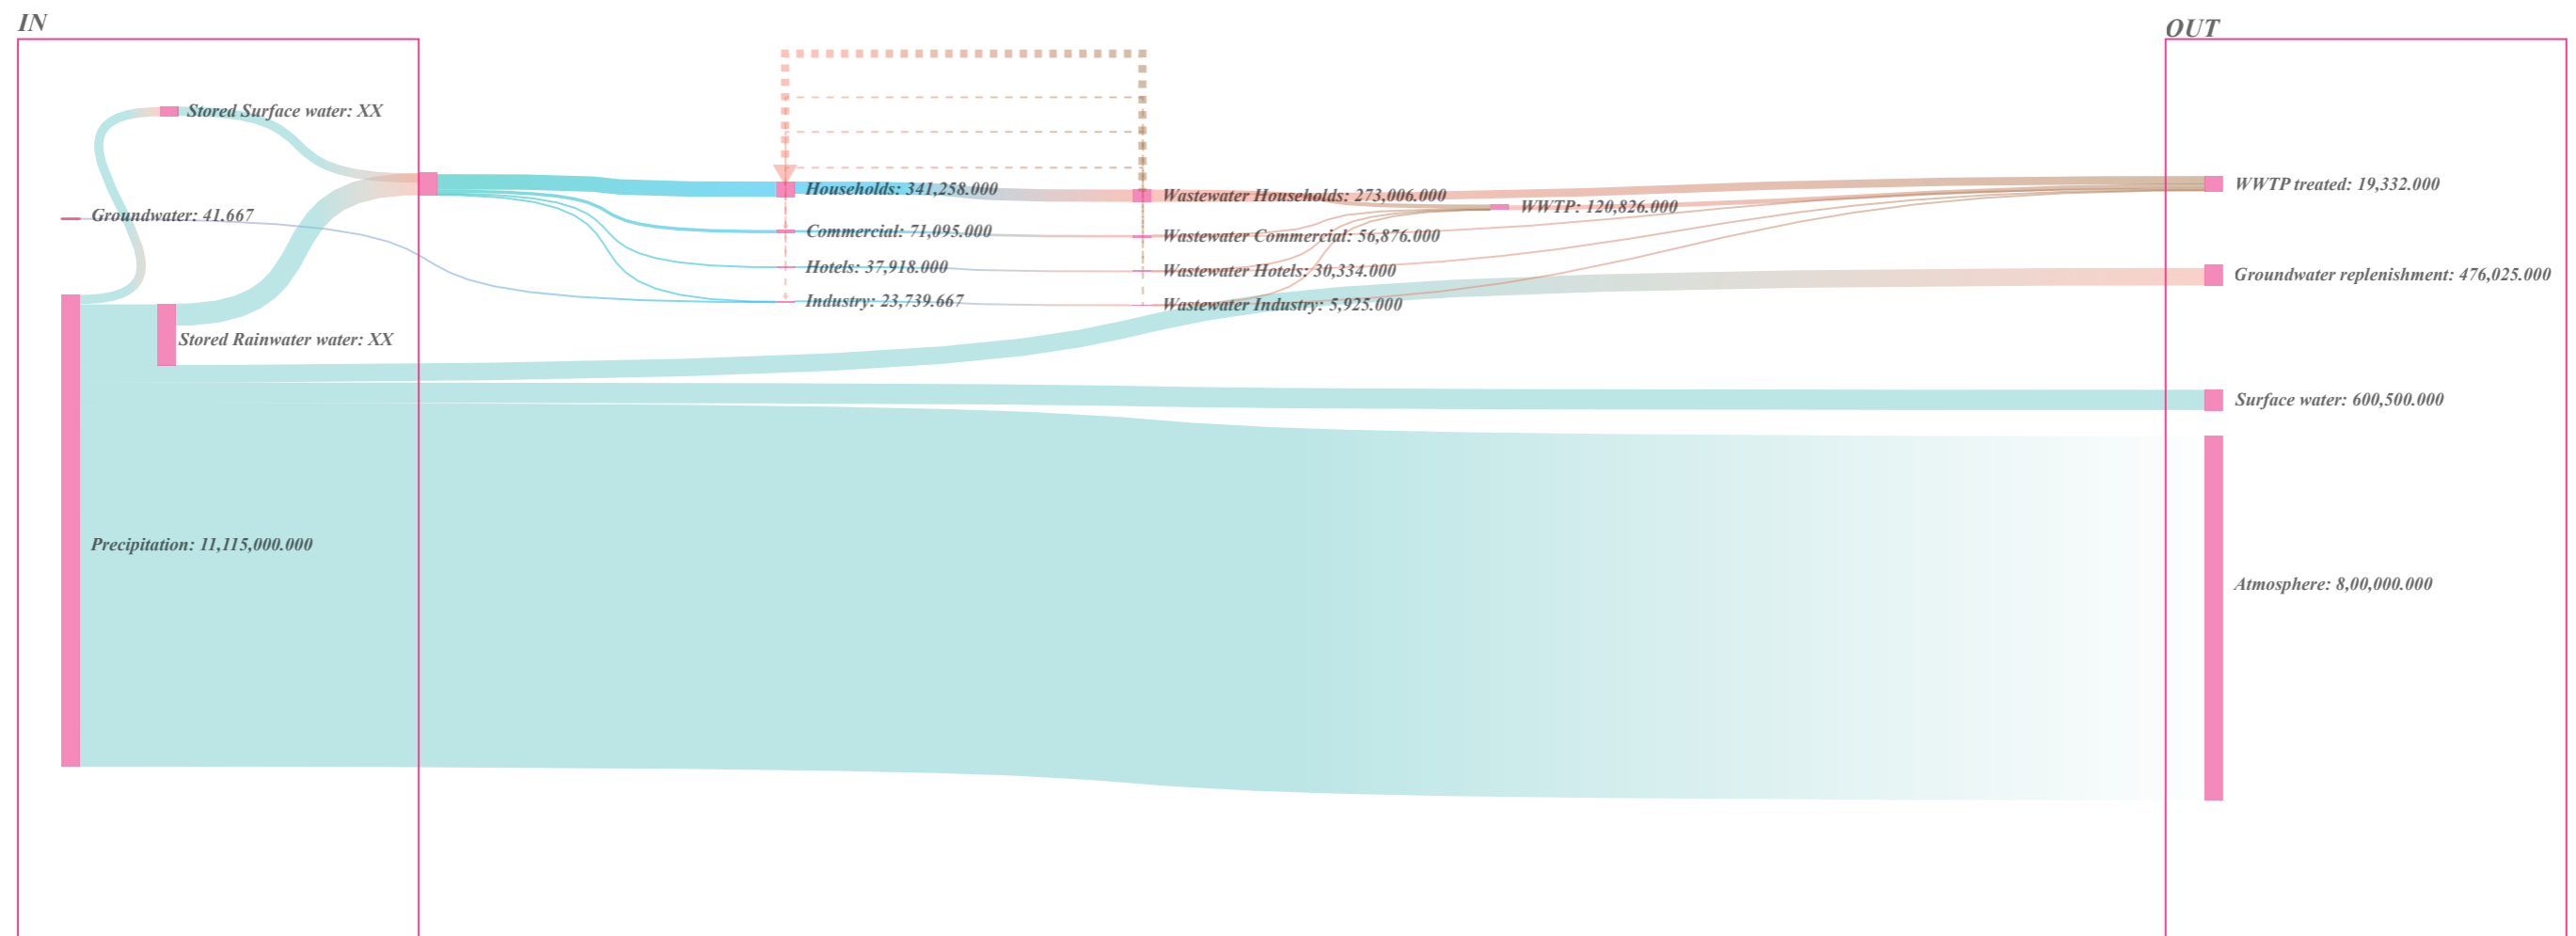 IN
OUT
Stored Surface water: XX
Groundwater: 41.667
Stored Rainwater water: XX
Precipitation: 11,115,000.000
Households: 341,258.000
Commercial: 71,095.000
Hotels: 37,918.000
Industry: 23,739.667
Wastewater Households: 273,006.000
Wastewater Commercial: 56,876.000
Wastewater Hotels: 30,334.000
Wastewater Industry: 5,925.000
WWTP: 120,826.000
WWTP treated: 19,332.000
Groundwater replenishment: 476,025.000
Surface water: 600,500.000
Atmosphere: 8,00,000.000